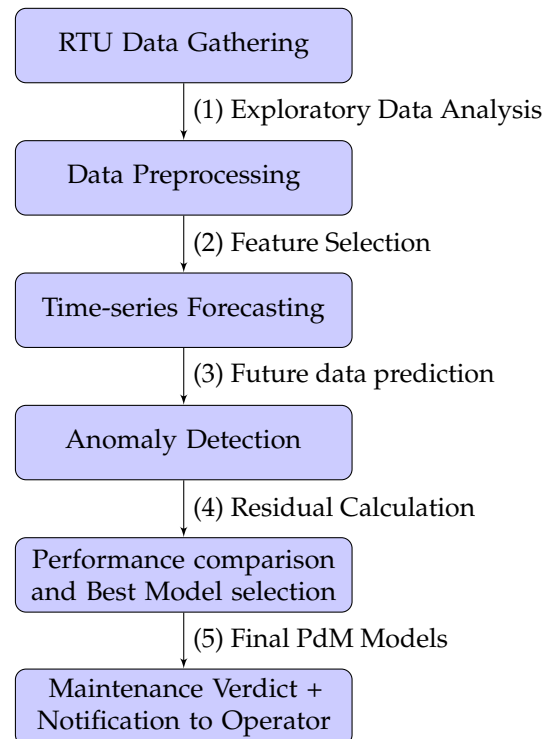 RTU Data Gathering
(1) Exploratory Data Analysis
Data Preprocessing
(2) Feature Selection
Time-series Forecasting
(3) Future data prediction
Anomaly Detection
(4) Residual Calculation
Performance comparison
and Best Model selection
(5) Final PdM Models
Maintenance Verdict +
Notification to Operator